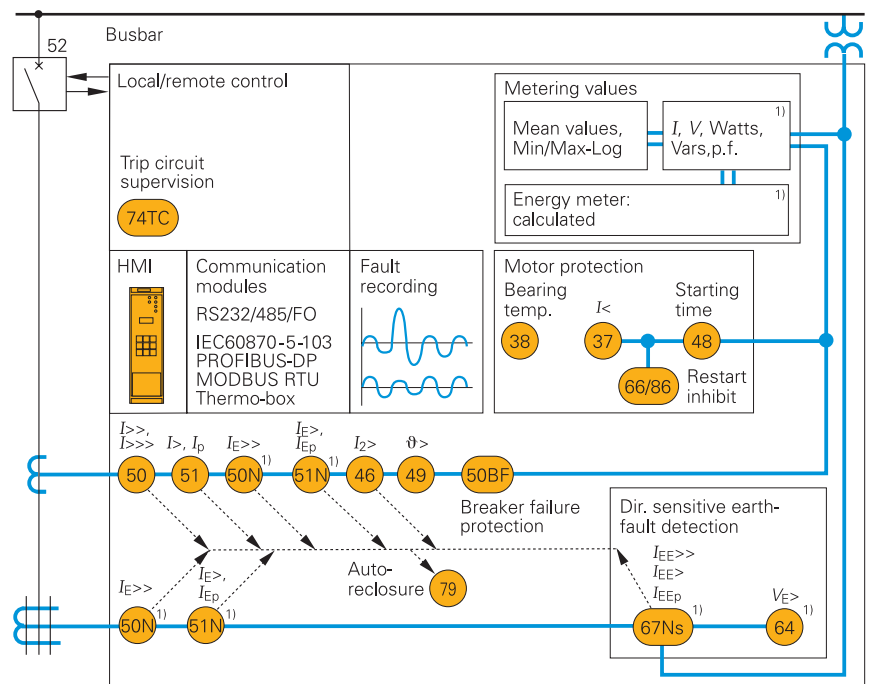 Busbar
52
Local/remote control
Trip circuit
supervision
74TC
Metering values
Mean values,
Min/Max-Log
1)
I, V, Watts,
Vars,p.f.
Energy meter:
calculated
1)
HMI
Communication
modules
RS232/485/FO
IEC60870-5-103
PROFIBUS-DP
MODBUS RTU
Thermo-box
Fault
recording
Motor protection
Bearing
temp.
38
I<
37
Starting
time
48
66/86
Restart
inhibit
I>>,
I>>>
50
I>, Ip
51
IE>>
50N 1)
IE>,
IEp
51N 1)
I2>
46
ϑ>
49
50BF
Breaker failure
protection
Auto-
reclosure
79
IE>>
50N 1)
IE>,
IEp
51N 1)
Dir. sensitive earth-
fault detection
IEE>>
IEE>
IEEp
67Ns 1)
VE>
64 1)